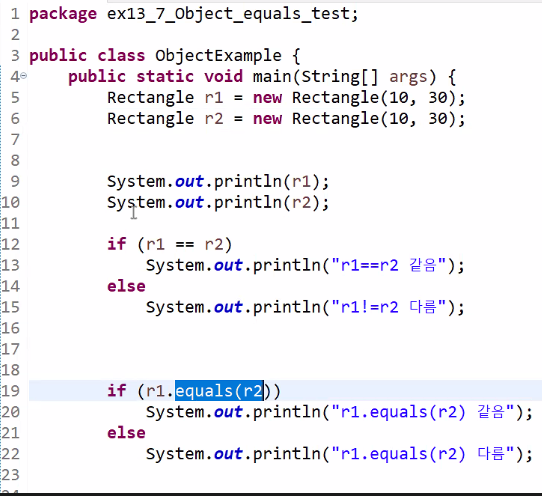 1 package ex13_7_Object_equals_test;
2
3 public class ObjectExample {
4 public static void main(String[] args) {
5 Rectangle r1 = new Rectangle(10, 30);
6 Rectangle r2 = new Rectangle(10, 30);
7
8
9 System.out.println(r1);
10 System.out.println(r2);
11
12 if (r1 == r2)
13 System.out.println("r1==r2 같음");
14 else
15 System.out.println("r1!=r2 다름");
16
17
18
19 if (r1.equals(r2))
20 System.out.println("r1.equals(r2) 같음");
21 else
22 System.out.println("r1.equals(r2) 다름");
23
24